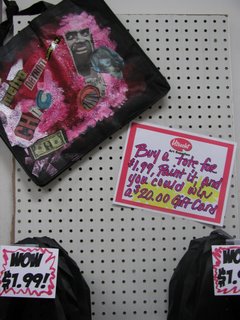 Utrecht
Buy a Tote for
$1.99, Paint it, and
you could win
a $20.00 Gift Card
WOW
$1.99!
WOW
$1.9